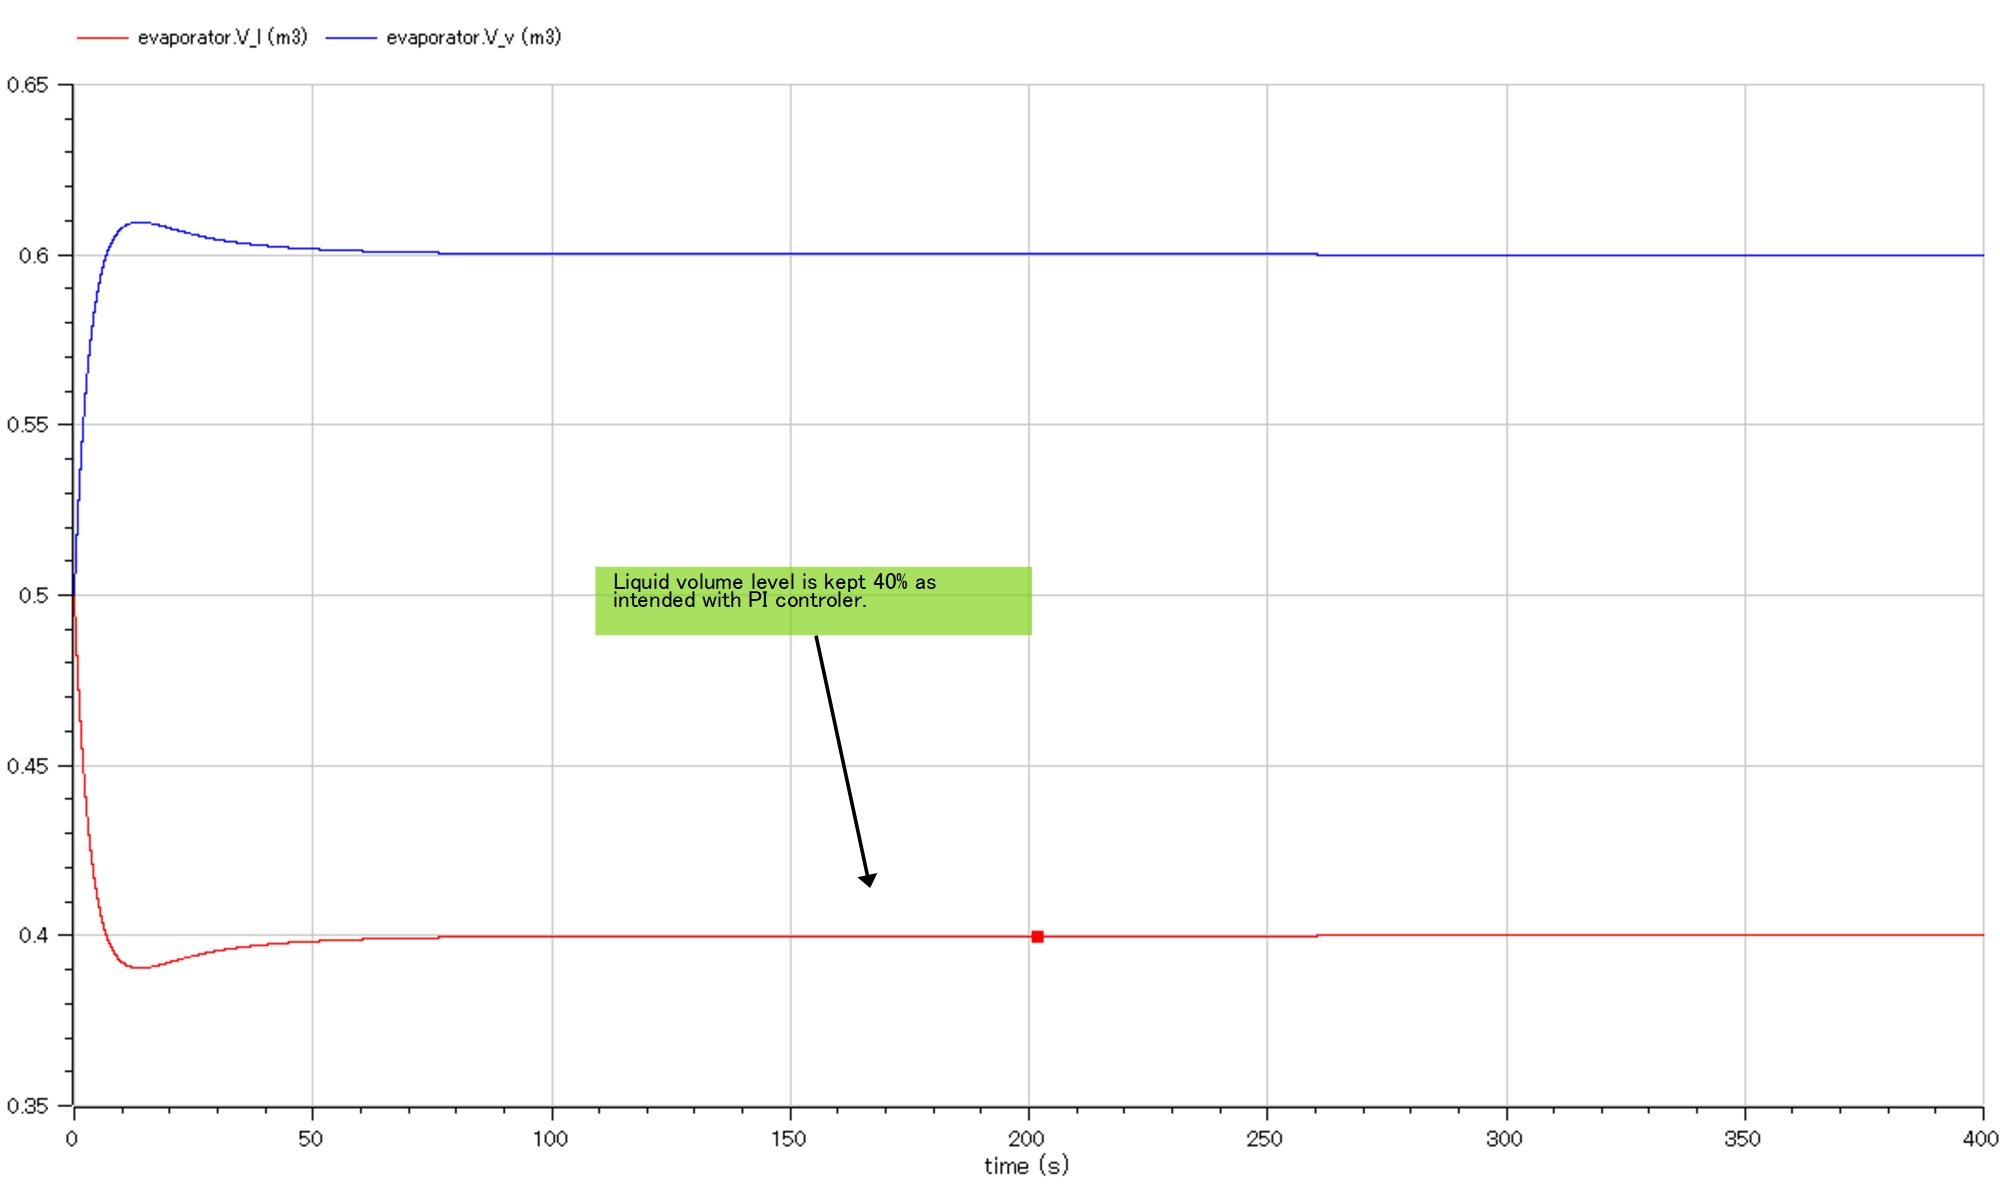 evaporator.V_l (m3) evaporator.V_v (m3)
0.65
0.6
0.55
0.5
0.45
0.4
0.35
Liquid volume level is kept 40% as
intended with PI controler.
0 50 100 150 200 250 300 350 400
time (s)